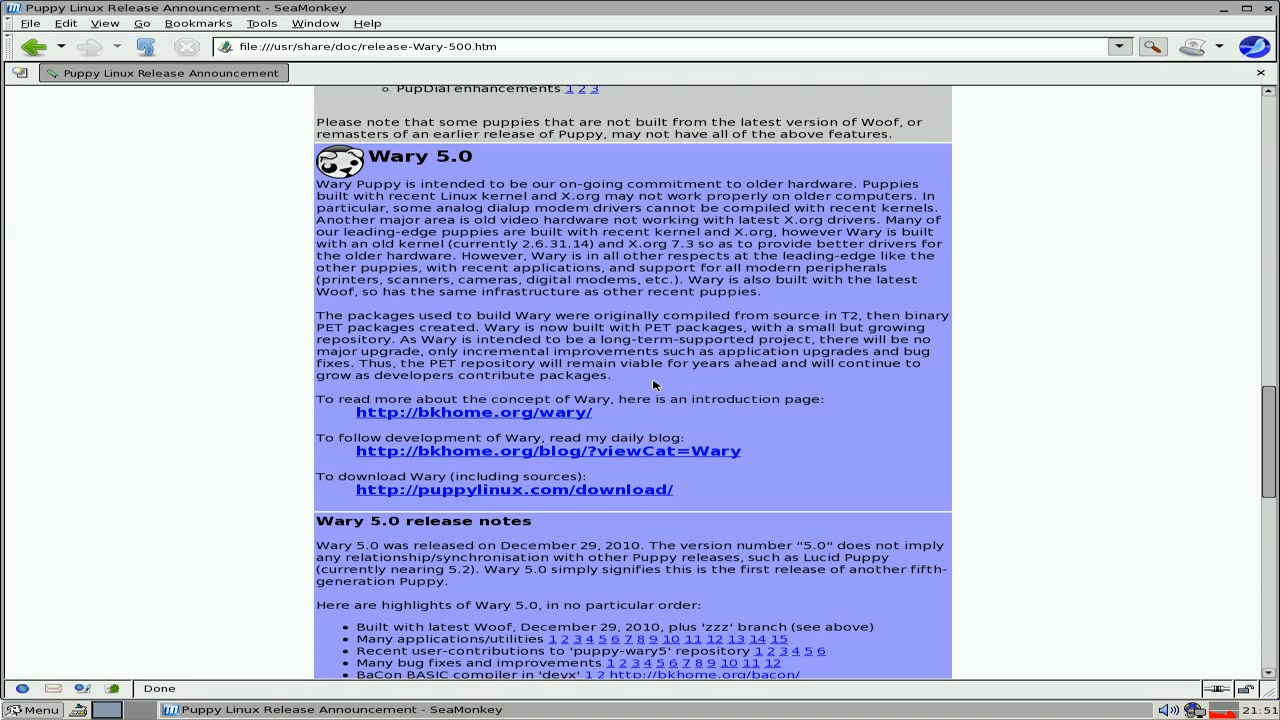 Puppy Linux Release Announcement - SeaMonkey
File Edit View Go Bookmarks Tools Window Help
file:///usr/share/doc/release-Wary-500.htm
Puppy Linux Release Announcement
PupDial enhancements 1 2 3
Please note that some puppies that are not built from the latest version of Woof, or
remasters of an earlier release of Puppy, may not have all of the above features.
Wary 5.0
Wary Puppy is intended to be our on-going commitment to older hardware. Puppies
built with recent Linux kernel and X.org may not work properly on older computers. In
particular, some analog dialup modem drivers cannot be compiled with recent kernels.
Another major area is old video hardware not working with latest X.org drivers. Many of
our leading-edge puppies are built with recent kernel and X.org, however Wary is built
with an old kernel (currently 2.6.31.14) and X.org 7.3 so as to provide better drivers for
the older hardware. However, Wary is in all other respects at the leading-edge like the
other puppies, with recent applications, and support for all modern peripherals
(printers, scanners, cameras, digital modems, etc.). Wary is also built with the latest
Woof, so has the same infrastructure as other recent puppies.
The packages used to build Wary were originally compiled from source in T2, then binary
PET packages created. Wary is now built with PET packages, with a small but growing
repository. As Wary is intended to be a long-term-supported project, there will be no
major upgrade, only incremental improvements such as application upgrades and bug
fixes. Thus, the PET repository will remain viable for years ahead and will continue to
grow as developers contribute packages.
To read more about the concept of Wary, here is an introduction page:
http://bkhome.org/wary/
To follow development of Wary, read my daily blog:
http://bkhome.org/blog/?viewCat=Wary
To download Wary (including sources):
http://puppylinux.com/download/
Wary 5.0 release notes
Wary 5.0 was released on December 29, 2010. The version number "5.0" does not imply
any relationship/synchronisation with other Puppy releases, such as Lucid Puppy
(currently nearing 5.2). Wary 5.0 simply signifies this is the first release of another fifth-
generation Puppy.
Here are highlights of Wary 5.0, in no particular order:
Built with latest Woof, December 29, 2010, plus 'zzz' branch (see above)
Many applications/utilities 1 2 3 4 5 6 7 8 9 10 11 12 13 14 15
Recent user-contributions to 'puppy-wary5' repository 1 2 3 4 5 6
Many bug fixes and improvements 1 2 3 4 5 6 7 8 9 10 11 12
BaCon BASIC compiler in 'devx' 1 2 http://bkhome.org/bacon/
Done
Menu Puppy Linux Release Announcement - SeaMonkey 21:51